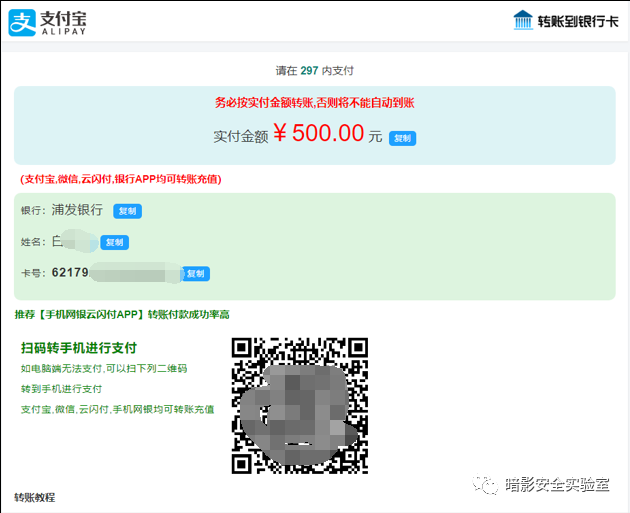 支付宝
ALIPAY
转账到银行卡
请在 297 内支付
务必按实付金额转账,否则将不能自动到账
实付金额￥500.00 元 复制
(支付宝,微信,云闪付,银行APP均可转账充值)
银行：浦发银行 复制
姓名： 复制
卡号：62179 复制
推荐【手机网银云闪付APP】转账付款成功率高
扫码转手机进行支付
如电脑端无法支付,可以扫下列二维码
转到手机进行支付
支付宝,微信,云闪付,手机网银均可转账充值
转账教程
暗影安全实验室